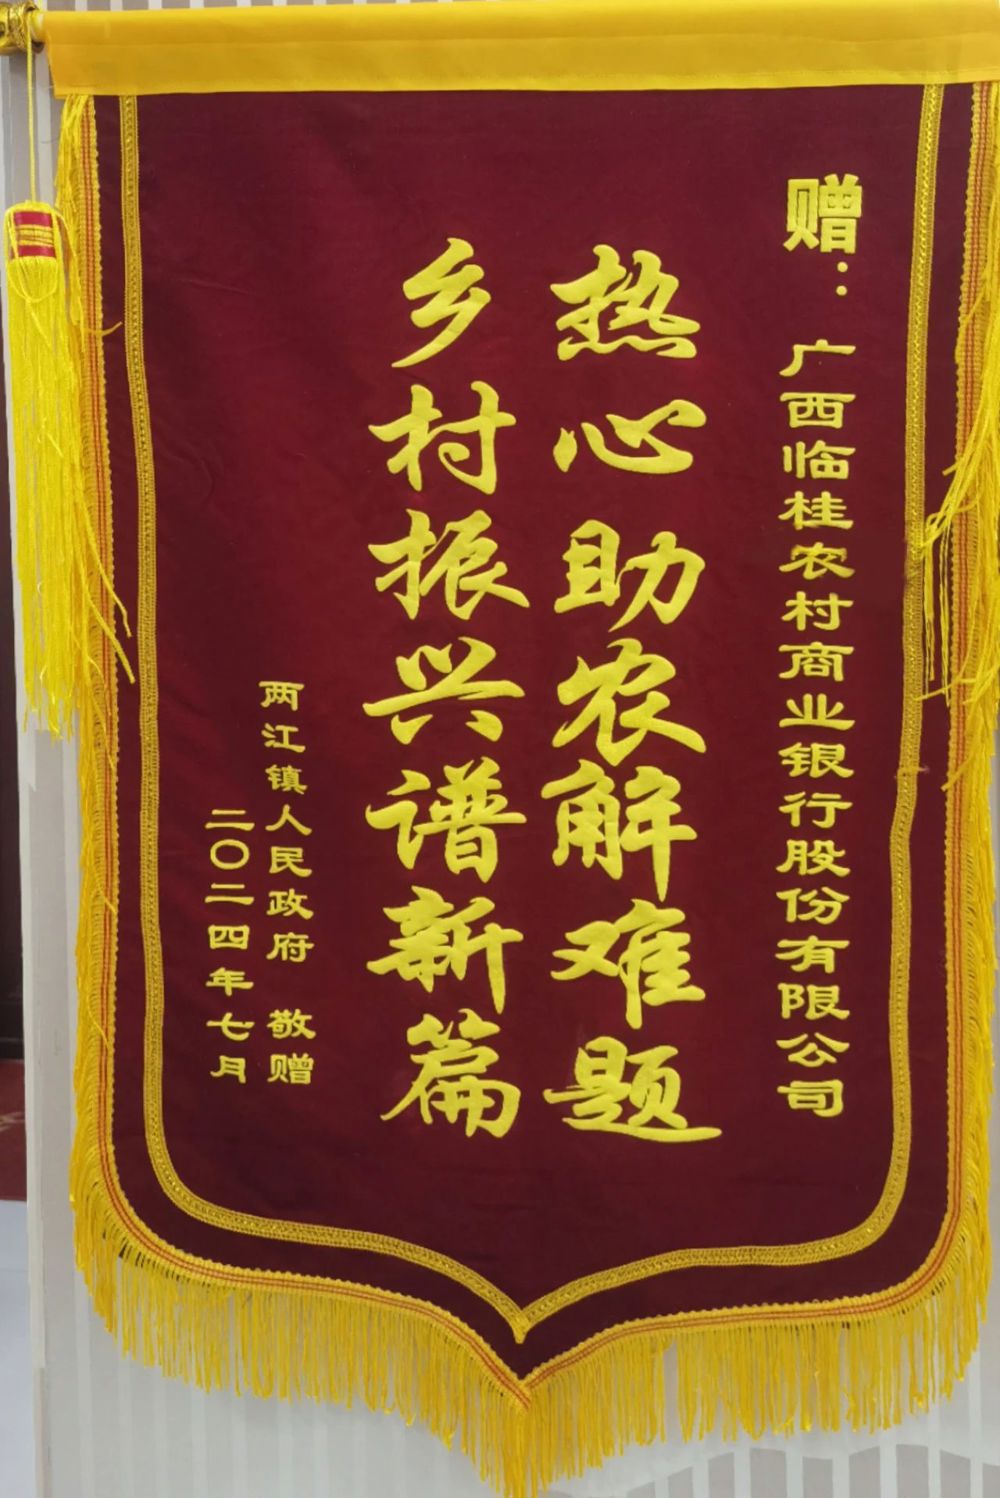 赠：广西临桂农村商业银行股份有限公司
热心助农解难题
乡村振兴谱新篇
两江镇人民政府 敬赠
二〇二四年七月